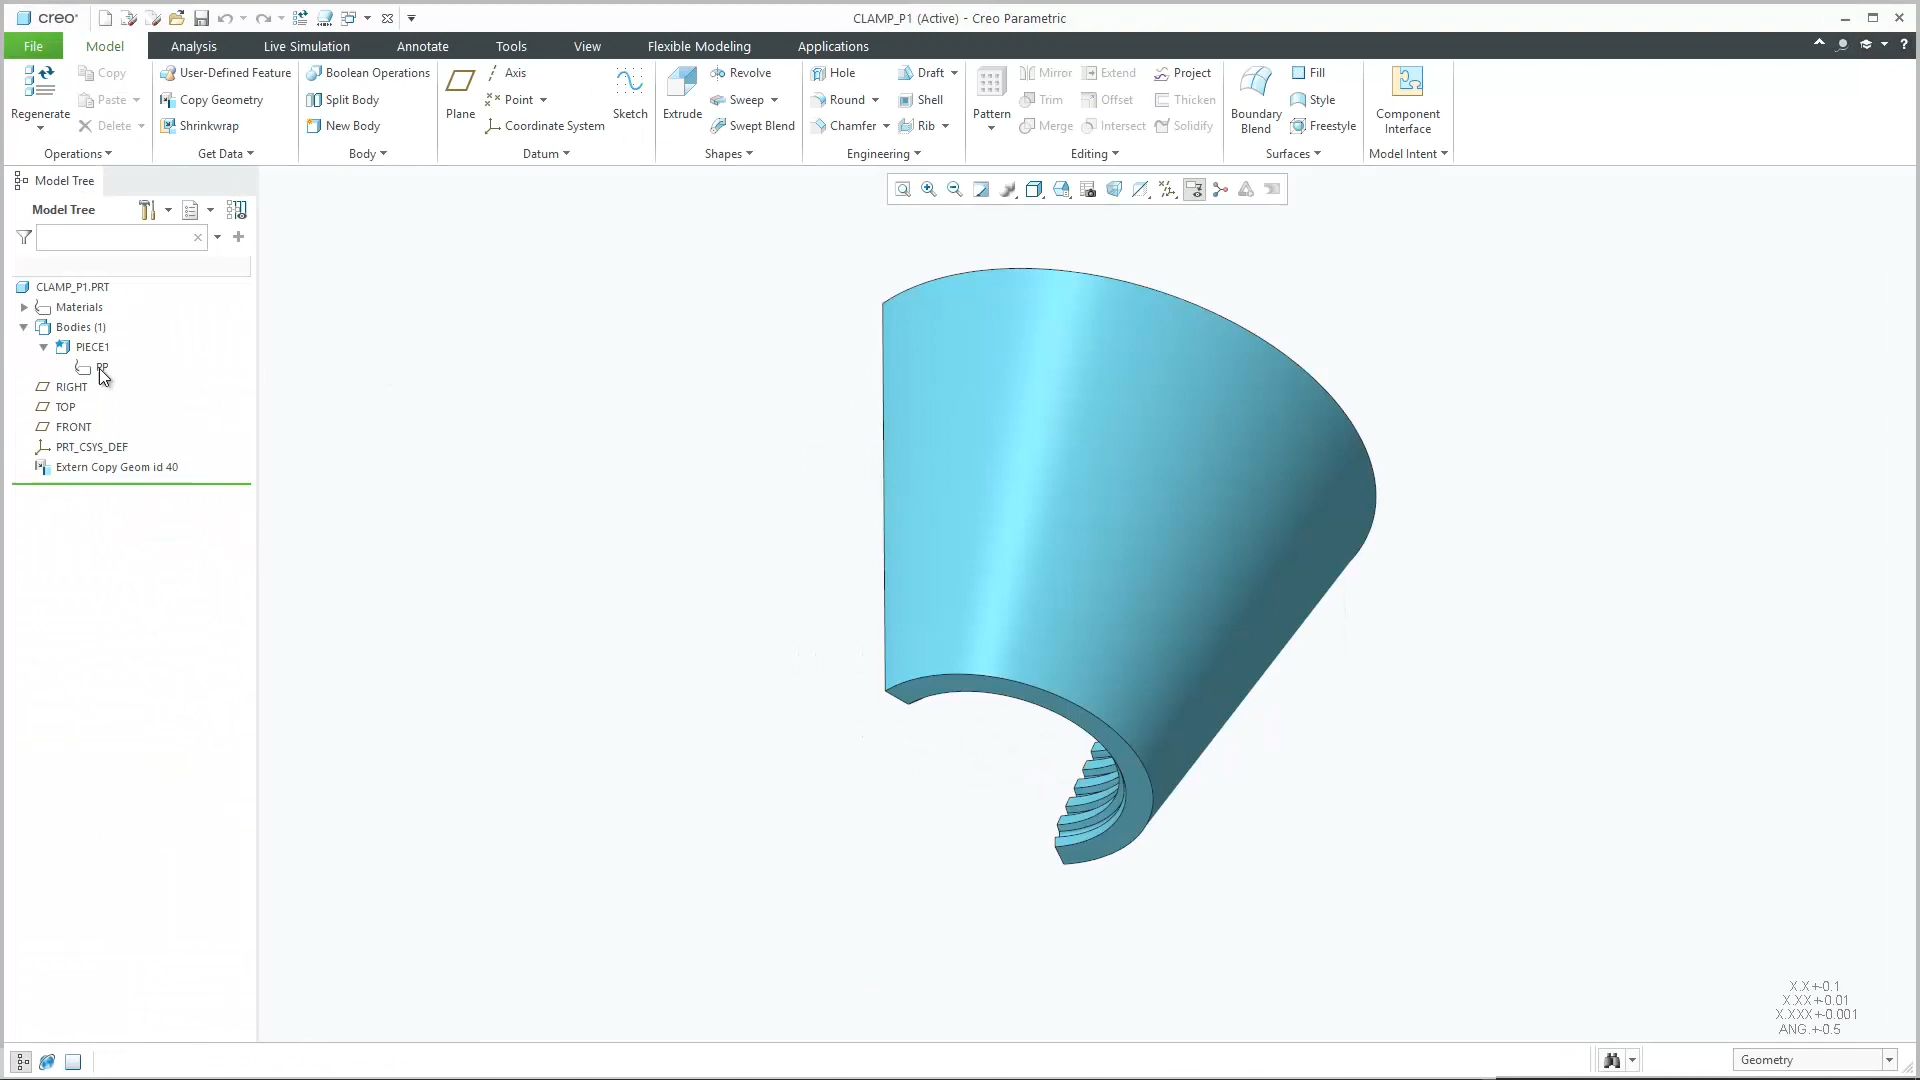 creo®
CLAMP_P1 (Active) - Creo Parametric
File
Model
Analysis
Live Simulation
Annotate
Tools
View
Flexible Modeling
Applications
Regenerate
Copy
Paste
Delete
Operations
User-Defined Feature
Copy Geometry
Shrinkwrap
Get Data
Boolean Operations
Split Body
New Body
Body
Plane
Axis
Point
Coordinate System
Sketch
Datum
Extrude
Revolve
Sweep
Swept Blend
Shapes
Hole
Round
Chamfer
Draft
Shell
Rib
Engineering
Pattern
Mirror
Trim
Merge
Extend
Offset
Intersect
Project
Thicken
Solidify
Editing
Boundary
Blend
Fill
Style
Freestyle
Surfaces
Component
Interface
Model Intent
Model Tree
Model Tree
CLAMP_P1.PRT
Materials
Bodies (1)
PIECE1
PP
RIGHT
TOP
FRONT
PRT_CSYS_DEF
Extern Copy Geom id 40
X.X+-0.1
X.XX+-0.01
X.XXX+-0.001
ANG.+-0.5
Geometry